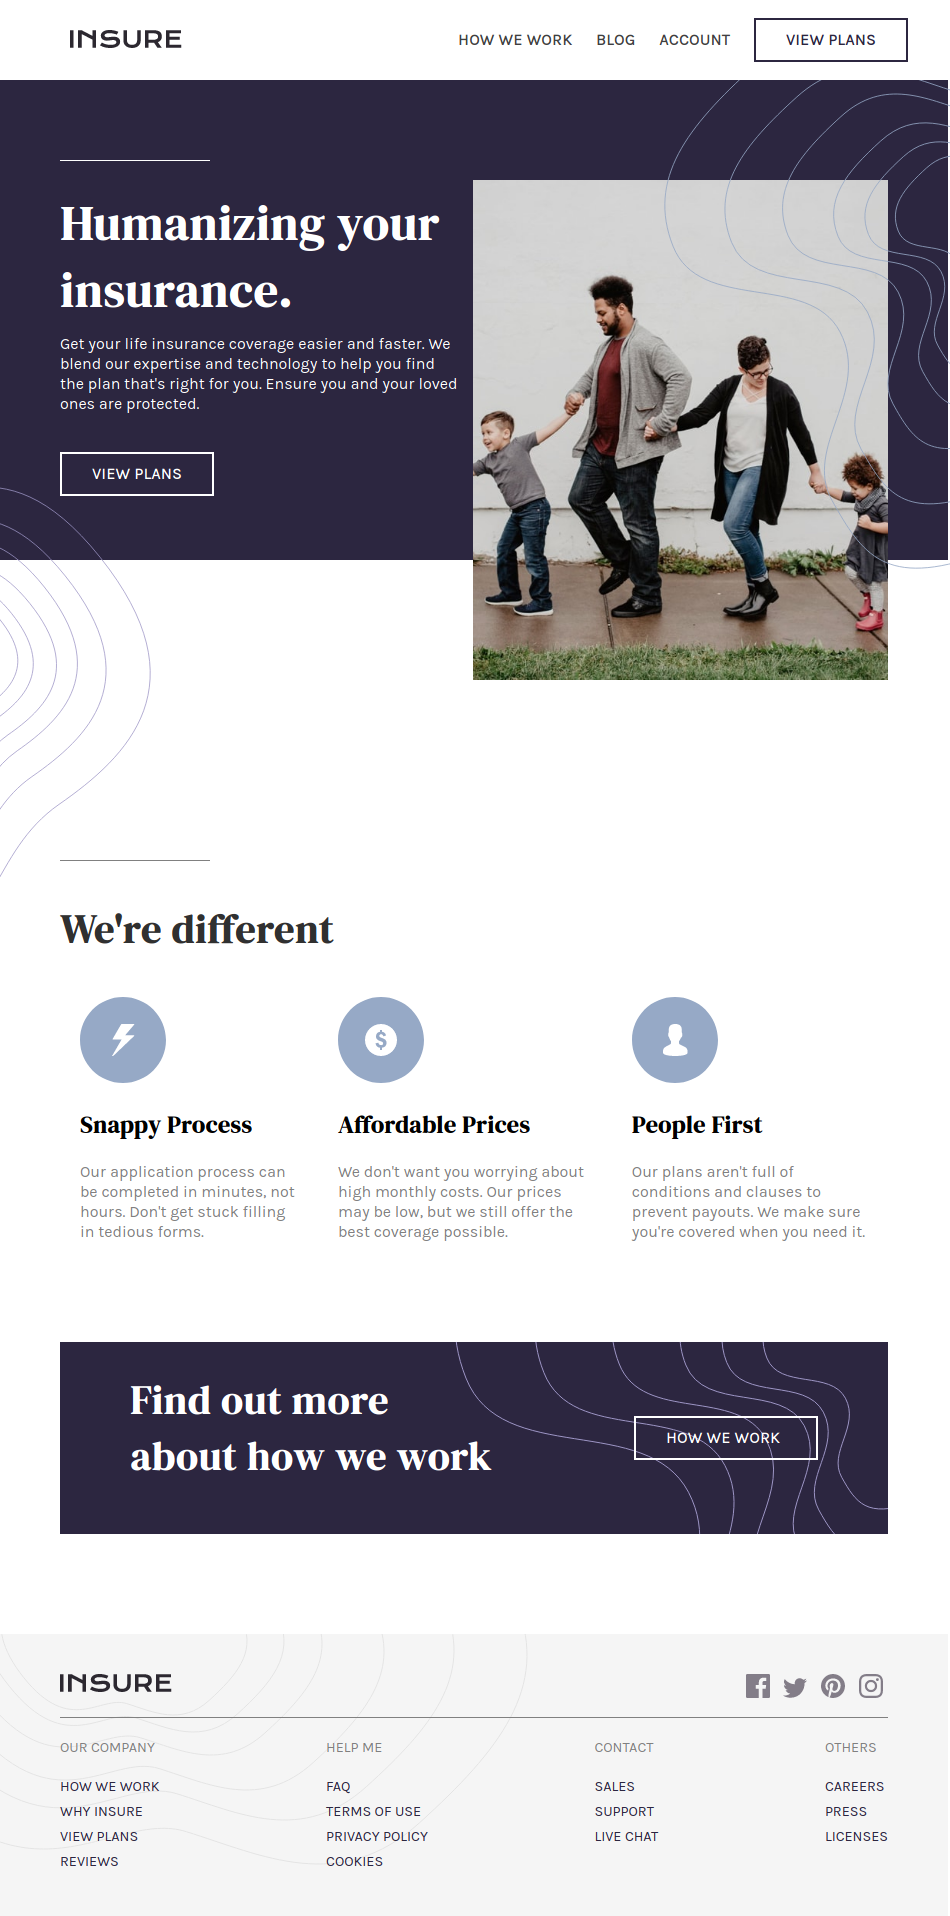 INSURE
HOW WE WORK
BLOG
ACCOUNT
VIEW PLANS
Humanizing your
insurance.
Get your life insurance coverage easier and faster. We
blend our expertise and technology to help you find
the plan that's right for you. Ensure you and your loved
ones are protected.
VIEW PLANS
We're different
Snappy Process
Our application process can
be completed in minutes, not
hours. Don't get stuck filling
in tedious forms.
Affordable Prices
We don't want you worrying about
high monthly costs. Our prices
may be low, but we still offer the
best coverage possible.
People First
Our plans aren't full of
conditions and clauses to
prevent payouts. We make sure
you're covered when you need it.
Find out more
about how we work
HOW WE WORK
INSURE
OUR COMPANY
HOW WE WORK
WHY INSURE
VIEW PLANS
REVIEWS
HELP ME
FAQ
TERMS OF USE
PRIVACY POLICY
COOKIES
CONTACT
SALES
SUPPORT
LIVE CHAT
OTHERS
CAREERS
PRESS
LICENSES